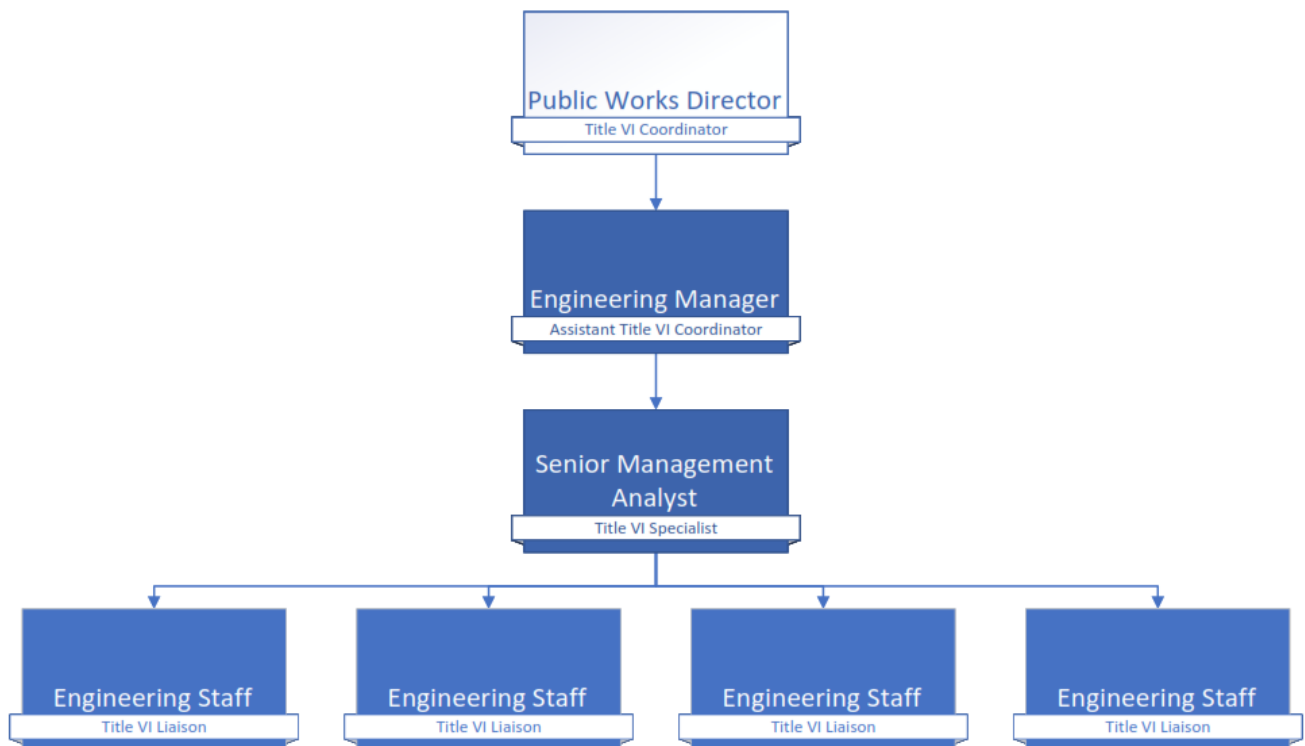 Public Works Director
Title VI Coordinator
Engineering Manager
Assistant Title VI Coordinator
Senior Management
Analyst
Title VI Specialist
Engineering Staff
Title VI Liaison
Engineering Staff
Title VI Liaison
Engineering Staff
Title VI Liaison
Engineering Staff
Title VI Liaison